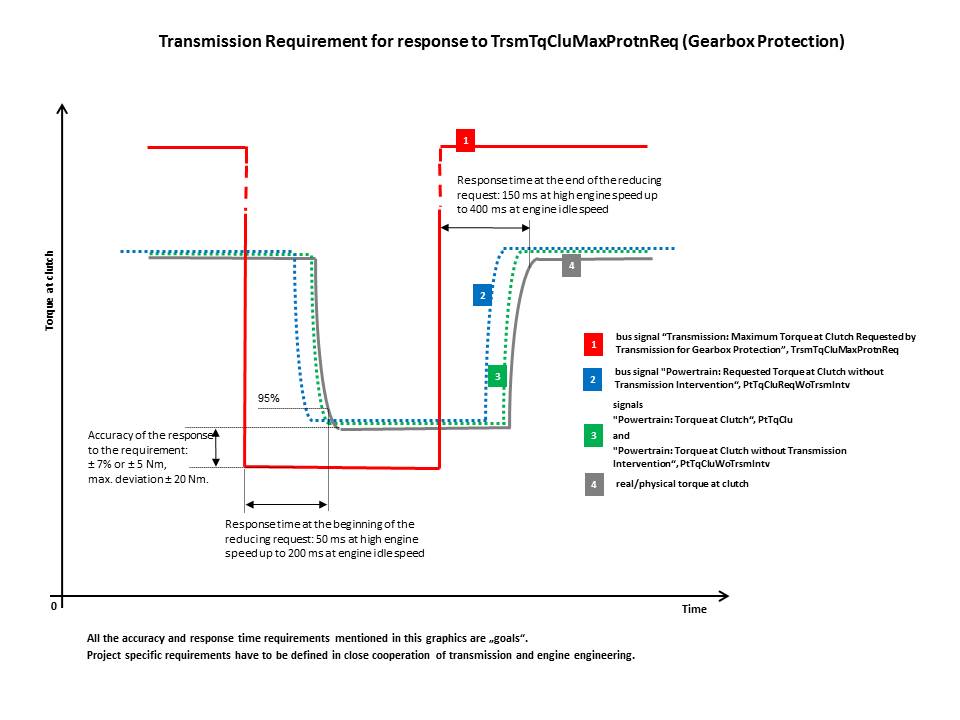 Transmission Requirement for response to TrsmTqCluMaxProtnReq (Gearbox Protection)
Torque at clutch
1
Response time at the end of the reducing
request: 150 ms at high engine speed up
to 400 ms at engine idle speed
4
2
3
95%
Accuracy of the response
to the requirement:
± 7% or ± 5 Nm,
max. deviation ± 20 Nm.
Response time at the beginning of the
reducing request: 50 ms at high engine
speed up to 200 ms at engine idle speed
1 bus signal “Transmission: Maximum Torque at Clutch Requested by
Transmission for Gearbox Protection”, TrsmTqCluMaxProtnReq
2 bus signal "Powertrain: Requested Torque at Clutch without
Transmission Intervention“, PtTqCluReqWoTrsmIntv
signals
"Powertrain: Torque at Clutch“, PtTqClu
3 and
"Powertrain: Torque at Clutch without Transmission
Intervention“, PtTqCluWoTrsmIntv
4 real/physical torque at clutch
0
Time
All the accuracy and response time requirements mentioned in this graphics are „goals“.
Project specific requirements have to be defined in close cooperation of transmission and engine engineering.